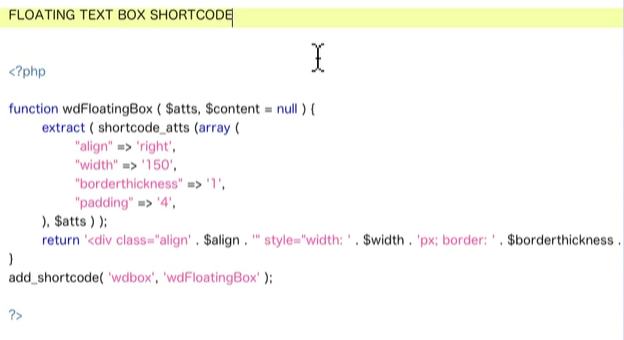 FLOATING TEXT BOX SHORTCODE
<?php
function wdFloatingBox ( $atts, $content = null ) {
extract ( shortcode_atts (array (
"align" => 'right',
"width" => '150',
"borderthickness" => '1',
"padding" => '4',
), $atts ) );
return '<div class="align' . $align . '" style="width: ' . $width . 'px; border: ' . $borderthickness .
}
add_shortcode( 'wdbox', 'wdFloatingBox' );
?>